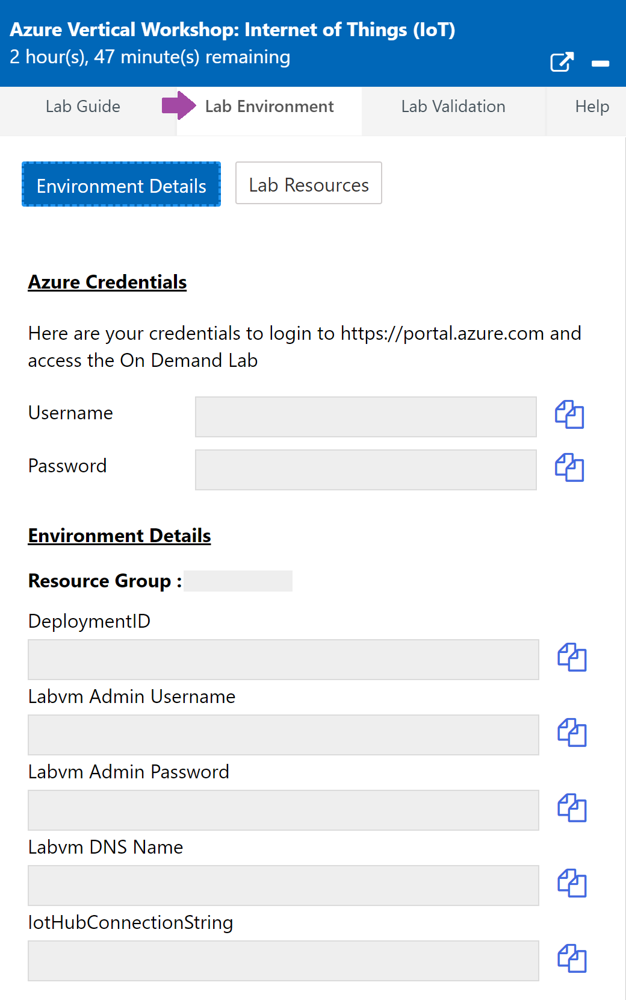 Azure Vertical Workshop: Internet of Things (IoT)
2 hour(s), 47 minute(s) remaining
Lab Guide
Lab Environment
Lab Validation
Help
Environment Details
Lab Resources
Azure Credentials
Here are your credentials to login to https://portal.azure.com and
access the On Demand Lab
Username
Password
Environment Details
Resource Group :
DeploymentID
Labvm Admin Username
Labvm Admin Password
Labvm DNS Name
IotHubConnectionString